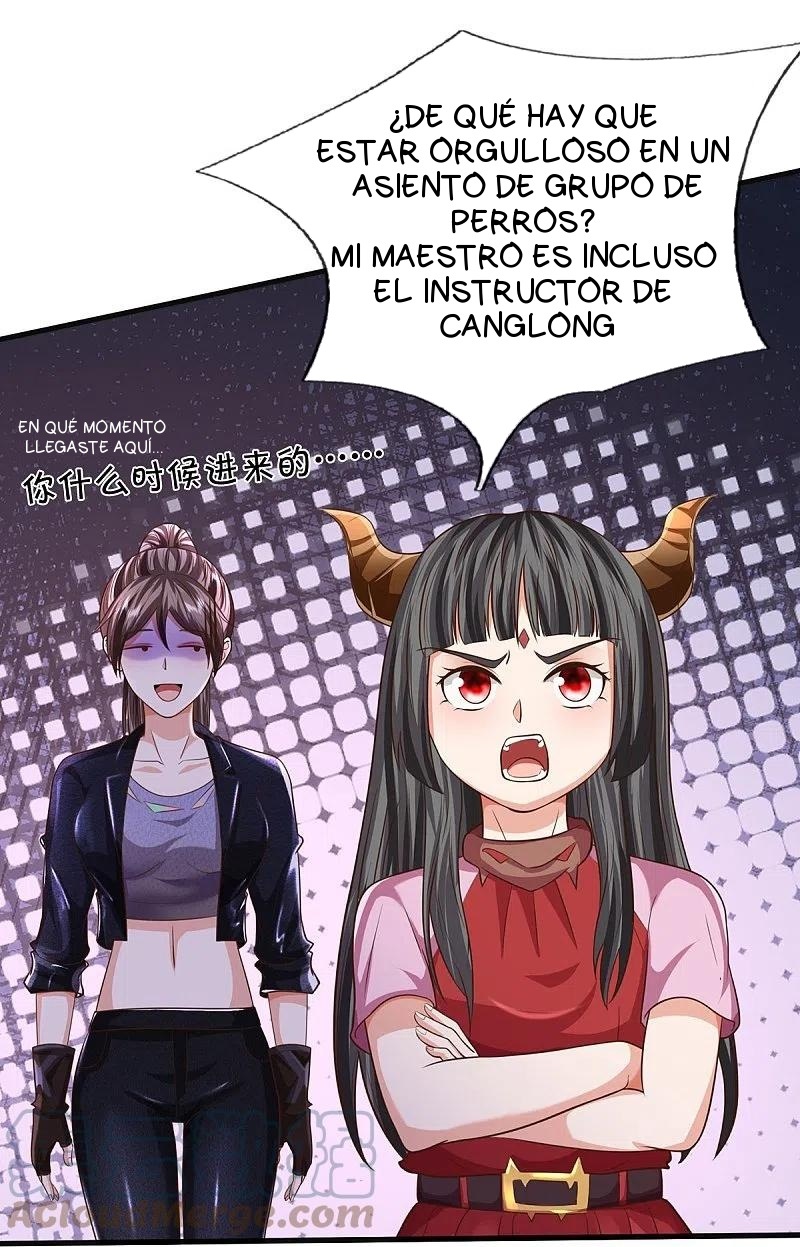 ¿DE QUÉ HAY QUE
ESTAR ORGULLOSO EN UN
ASIENTO DE GRUPO DE
PERROS?
MI MAESTRO ES INCLUSO
EL INSTRUCTOR DE
CANGLONG
EN QUÉ MOMENTO
LLEGASTE AQUÍ...
你什么时候进来的……
AcloudMerge.com